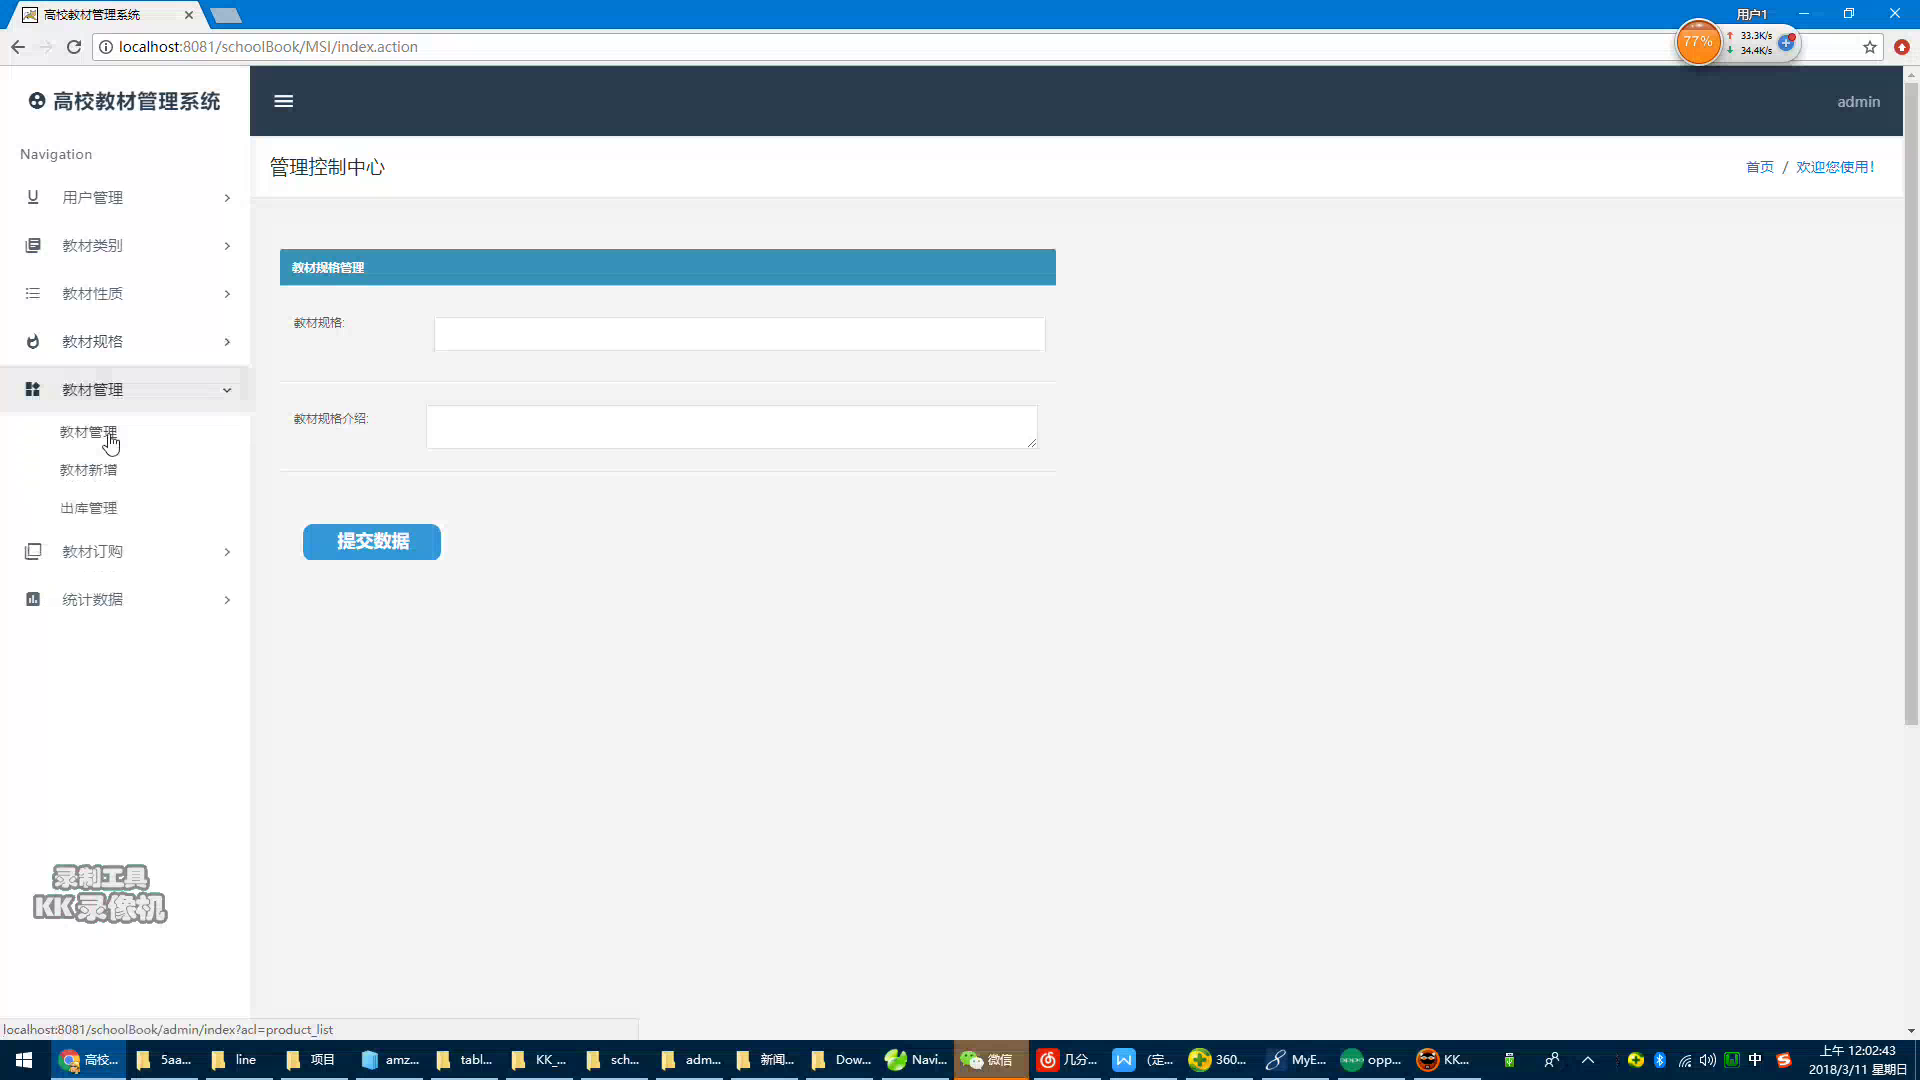 高校教材管理系统
用户1
localhost:8081/schoolBook/MSI/index.action
77%
33.3K/s
34.4K/s
高校教材管理系统
admin
Navigation
管理控制中心
首页 / 欢迎您使用!
用户管理
教材类别
教材性质
教材规格
教材管理
教材管理
教材新增
出库管理
教材订购
统计数据
教材规格管理
教材规格:
教材规格介绍:
提交数据
录制工具
KK录像机
localhost:8081/schoolBook/admin/index?acl=product_list
高校...
5aa...
line
项目
amz...
tabl...
KK_...
sch...
adm...
新闻...
Dow...
Navi...
微信
几分...
(定...
360...
MyE...
opp...
KK...
中
上午 12:02:43
2018/3/11 星期日